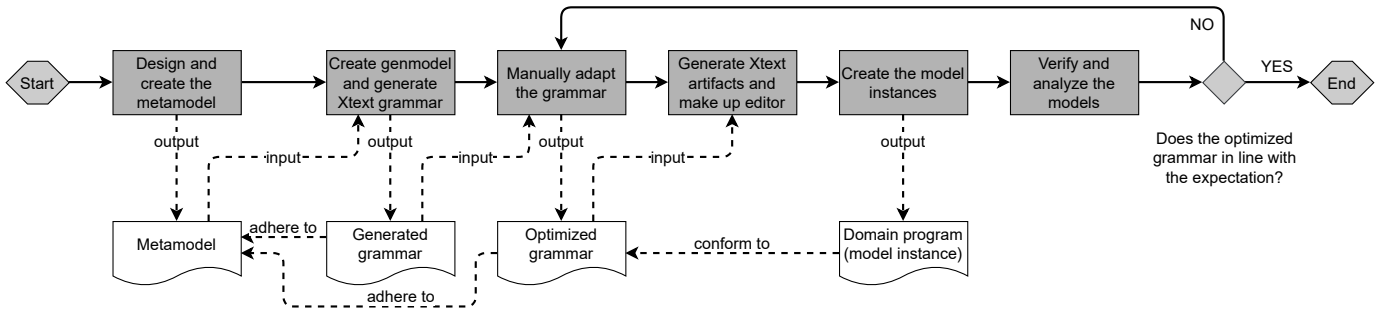 NO
Start
Design and
create the
metamodel
Create genmodel
and generate
Xtext grammar
Manually adapt
the grammar
Generate Xtext
artifacts and
make up editor
Create the model
instances
Verify and
analyze the
models
YES
End
output
input
output
input
output
input
output
Does the optimized
grammar in line with
the expectation?
Metamodel
adhere to
Generated
grammar
Optimized
grammar
conform to
Domain program
(model instance)
adhere to